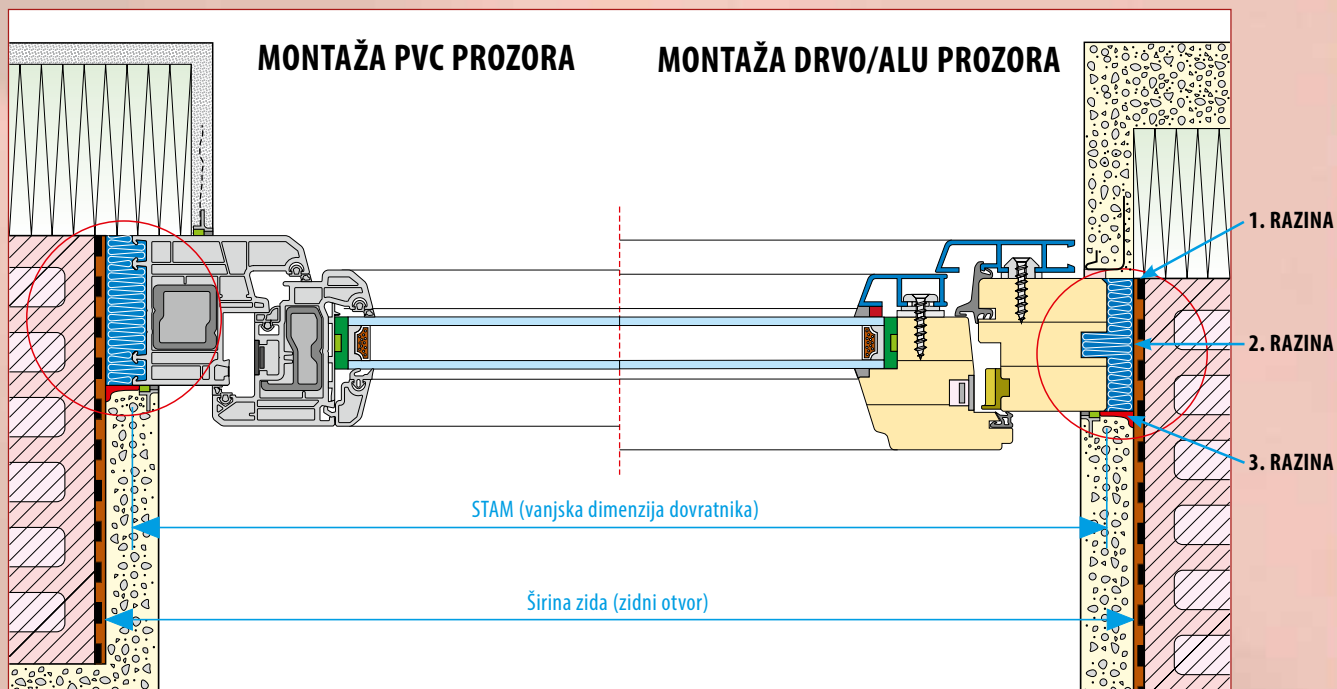 MONTAŽA PVC PROZORA
MONTAŽA DRVO/ALU PROZORA
1. RAZINA
2. RAZINA
3. RAZINA
STAM (vanjska dimenzija dovratnika)
Širina zida (zidni otvor)